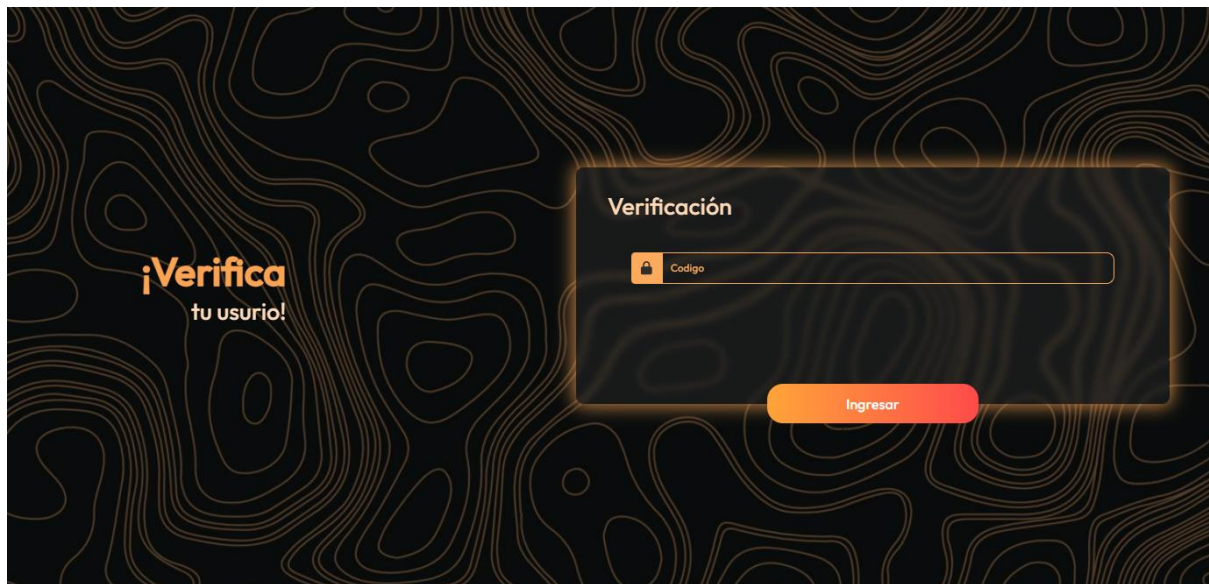 ¡Verifica
tu usurio!
Verificación
Codigo
Ingresar